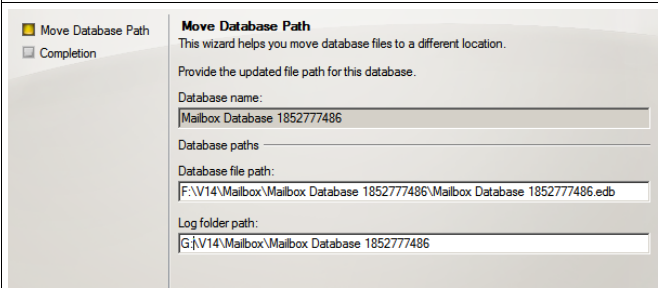 Move Database Path
Completion
Move Database Path
This wizard helps you move database files to a different location.
Provide the updated file path for this database.
Database name:
Mailbox Database 1852777486
Database paths
Database file path:
F:\V14\Mailbox\Mailbox Database 1852777486\Mailbox Database 1852777486.edb
Log folder path:
G:\V14\Mailbox\Mailbox Database 1852777486